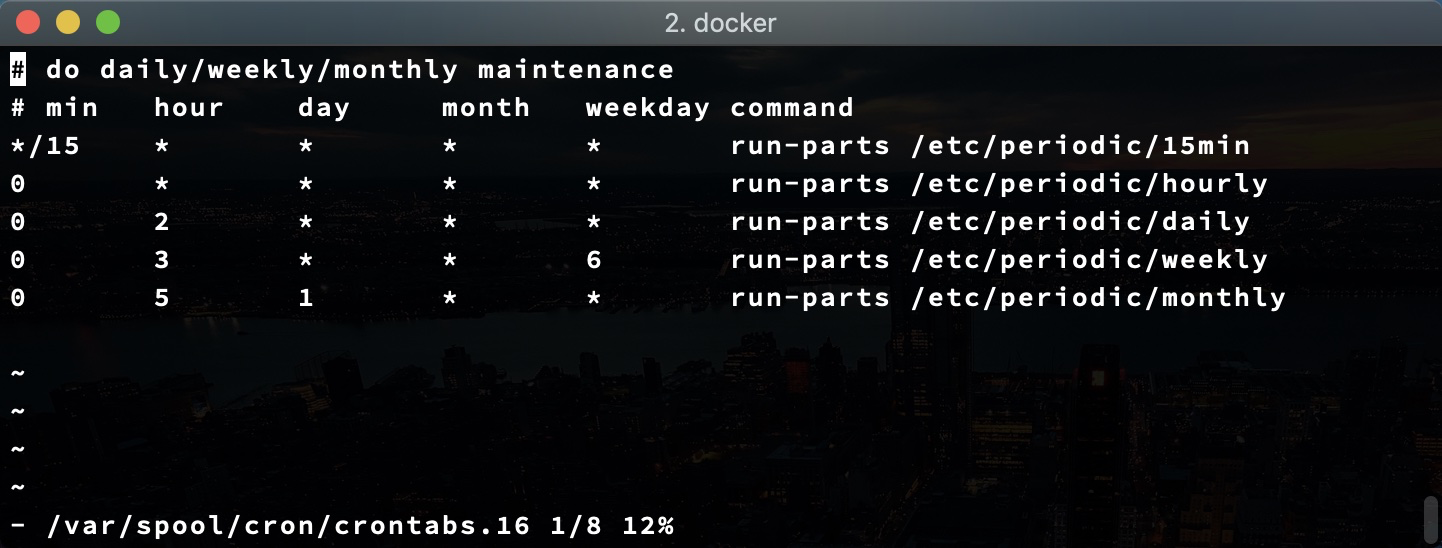 2. docker
# do daily/weekly/monthly maintenance
# min hour day month weekday command
*/15 * * * * run-parts /etc/periodic/15min
0 * * * * run-parts /etc/periodic/hourly
0 2 * * * run-parts /etc/periodic/daily
0 3 * * 6 run-parts /etc/periodic/weekly
0 5 1 * * run-parts /etc/periodic/monthly
~
~
~
~
- /var/spool/cron/crontabs.16 1/8 12%